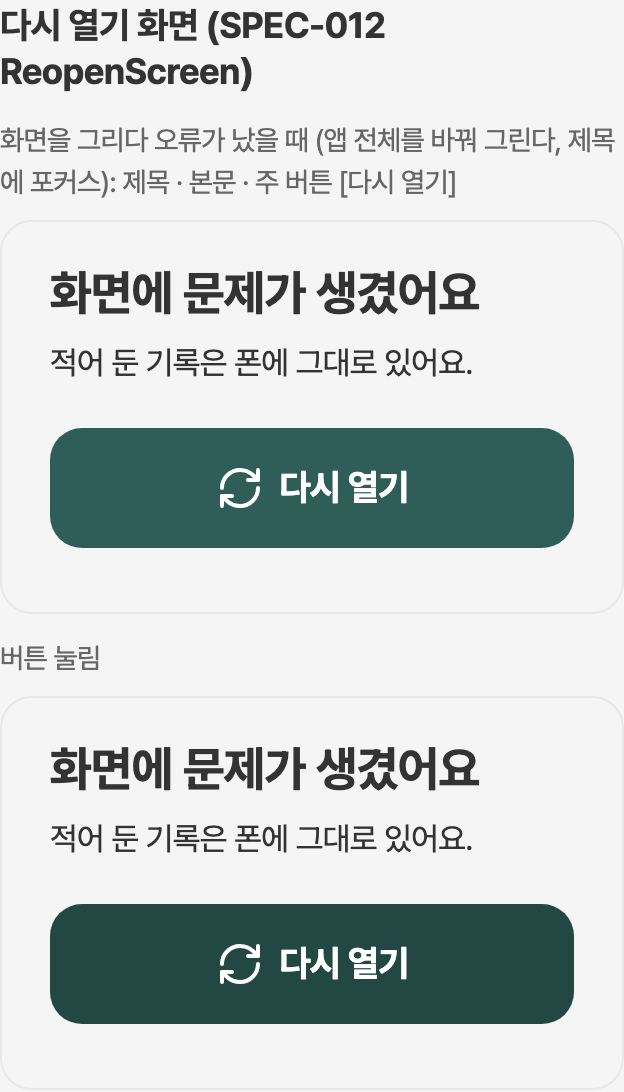 다시 열기 화면 (SPEC-012
ReopenScreen)
화면을 그리다 오류가 났을 때 (앱 전체를 바꿔 그린다, 제목
에 포커스): 제목 · 본문 · 주 버튼 [다시 열기]
화면에 문제가 생겼어요
적어 둔 기록은 폰에 그대로 있어요.
다시 열기
버튼 눌림
화면에 문제가 생겼어요
적어 둔 기록은 폰에 그대로 있어요.
다시 열기